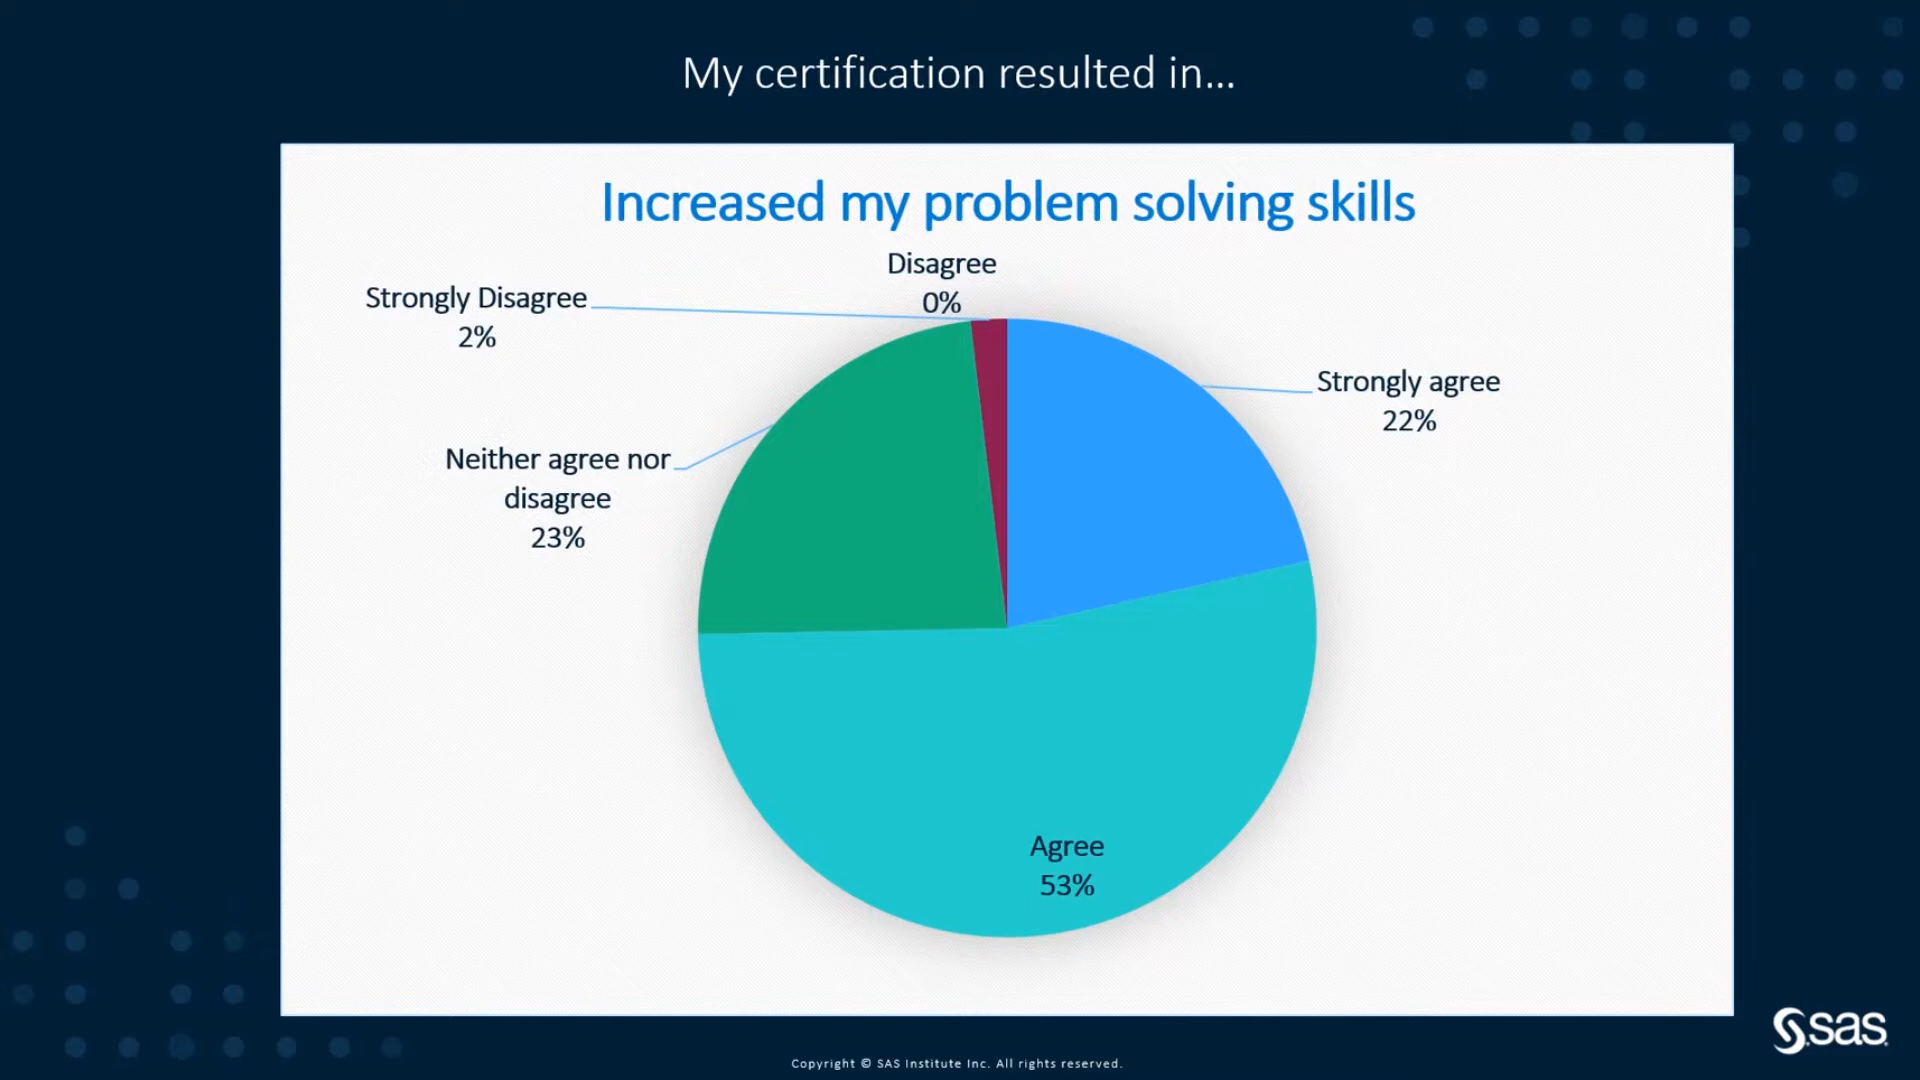 My certification resulted in...
Increased my problem solving skills
Disagree
0%
Strongly Disagree
2%
Strongly agree
22%
Neither agree nor
disagree
23%
Agree
53%
sas
Copyright © SAS Institute Inc. All rights reserved.